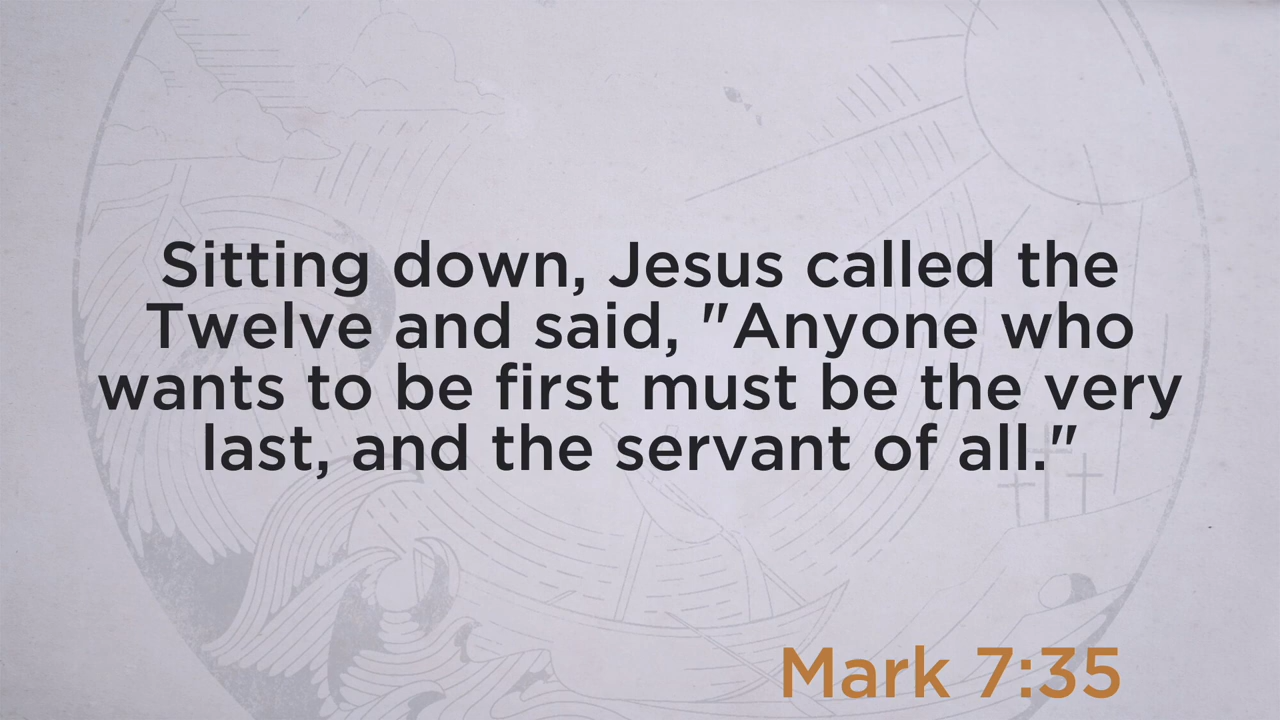 Sitting down, Jesus called the
Twelve and said, "Anyone who
wants to be first must be the very
last, and the servant of all."
Mark 7:35